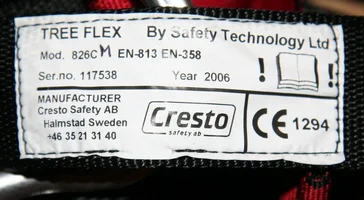 TREE FLEX By Safety Technology Ltd
Mod. 826C M EN-813 EN-358
Ser.no. 117538 Year 2006 ! !
MANUFACTURER
Cresto Safety AB
Halmstad Sweden
+46 35 21 31 40
Cresto
safety ab
CE 1294